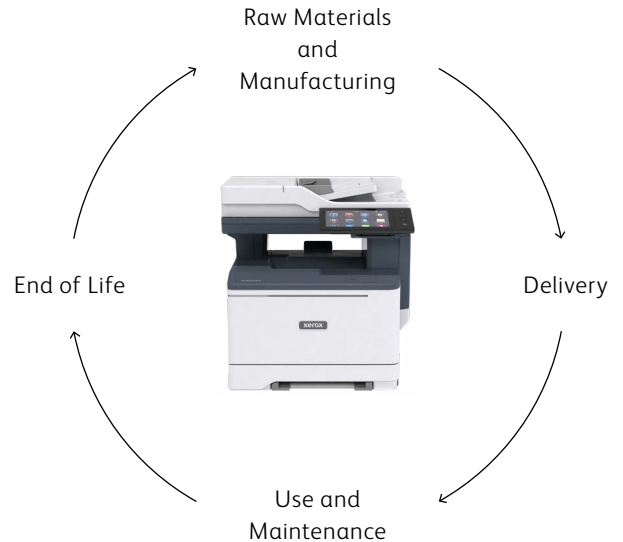 Raw Materials
and
Manufacturing
End of Life
Delivery
xerox
Use and
Maintenance